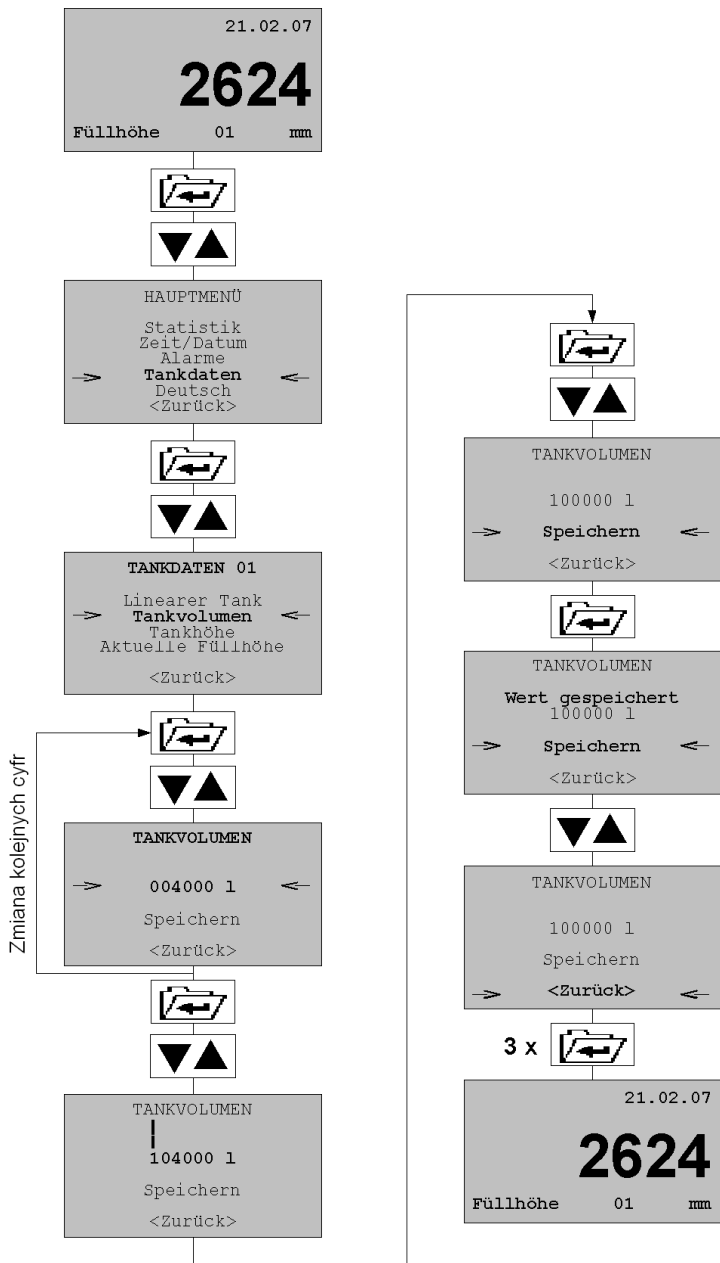 21.02.07
2624
Füllhöhe 01 mm
HAUPTMENÜ
Statistik
Zeit/Datum
Alarme
Tankdaten
Deutsch
<Zurück>
TANKDATEN 01
Linearer Tank
Tankvolumen
Tankhöhe
Aktuelle Füllhöhe
<Zurück>
Zmiana kolejnych cyfr
TANKVOLUMEN
004000 l
Speichern
<Zurück>
TANKVOLUMEN
104000 l
Speichern
<Zurück>
TANKVOLUMEN
100000 l
Speichern
<Zurück>
TANKVOLUMEN
Wert gespeichert
100000 l
Speichern
<Zurück>
TANKVOLUMEN
100000 l
Speichern
<Zurück>
3 x
21.02.07
2624
Füllhöhe 01 mm